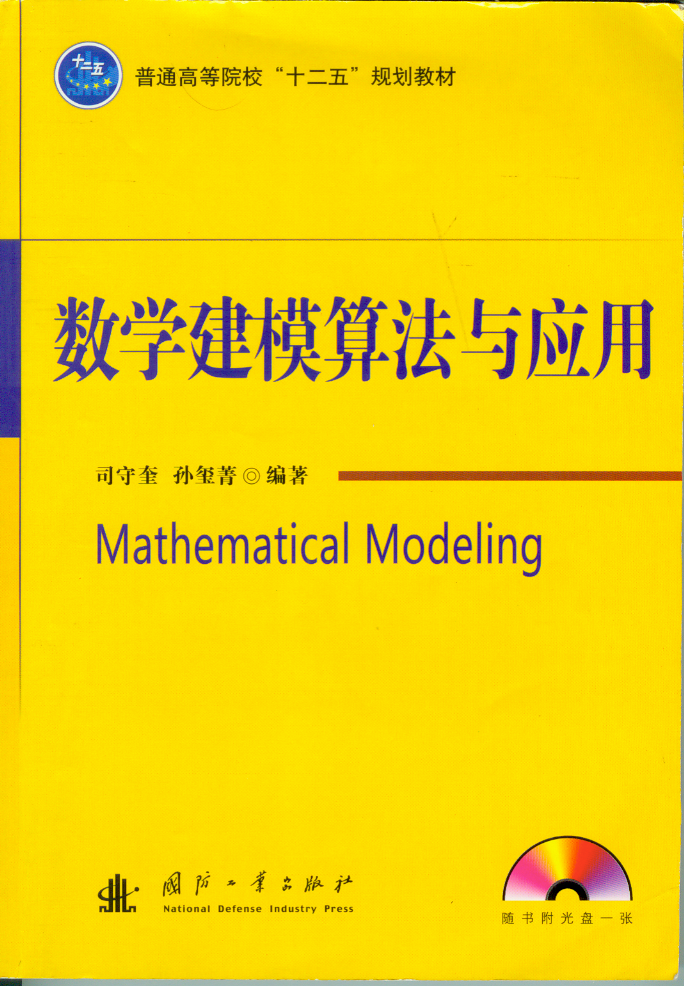 十二五
普通高等院校“十二五”规划教材
数学建模算法与应用
司守奎 孙玺菁◎编著
Mathematical Modeling
国防工业出版社
National Defense Industry Press
随书附光盘一张